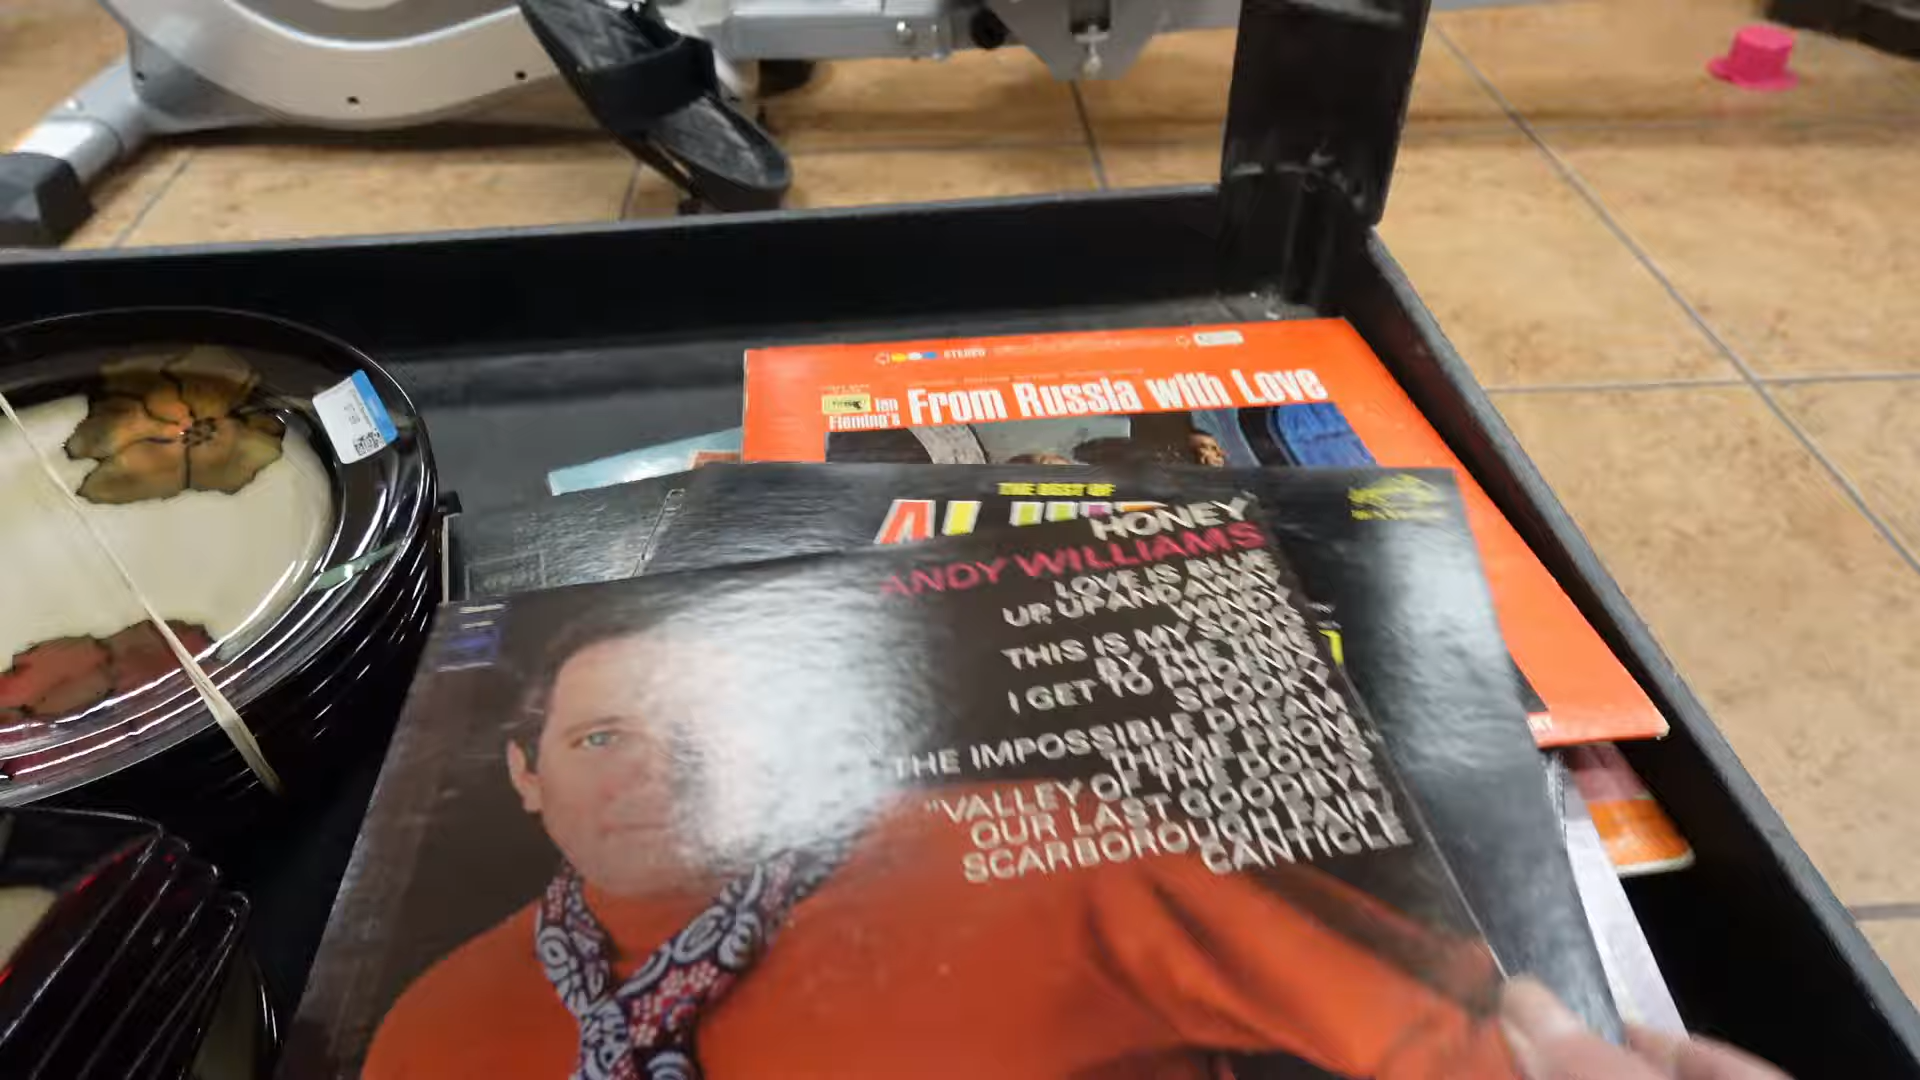 STEREO
Ian
Fleming's
From Russia with Love
THE BEST OF
HONEY
ANDY WILLIAMS
LOVE IS BLUE
UP, UP AND AWAY
WINDY
THIS IS MY SONG
BY THE TIME
I GET TO PHOENIX
SPOOKY
THE IMPOSSIBLE DREAM
THEME FROM
"VALLEY OF THE DOLLS"
OUR LAST GOODBYE
SCARBOROUGH FAIR/
CANTICLE